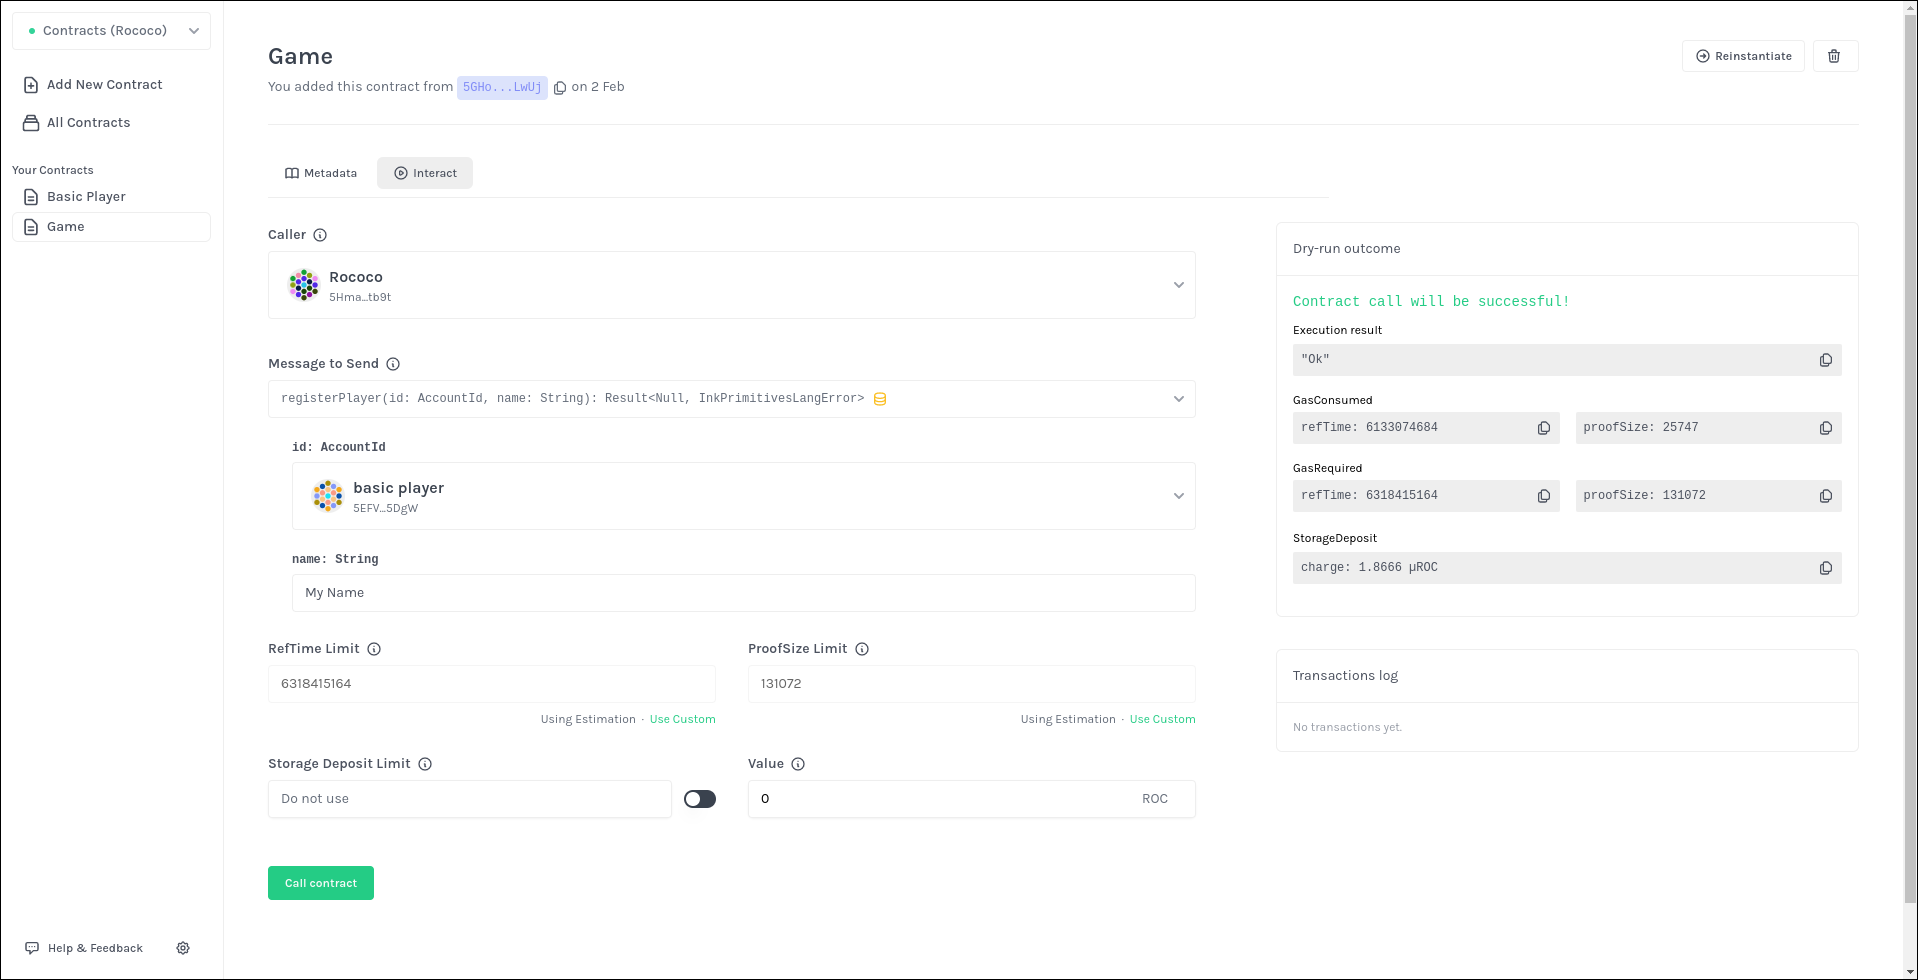 Contracts (Rococo)
Add New Contract
All Contracts
Your Contracts
Basic Player
Game
Help & Feedback
Game
You added this contract from 5GHo...LwUj on 2 Feb
Reinstantiate
Metadata
Interact
Caller
Rococo
5Hma...tb9t
Message to Send
registerPlayer(id: AccountId, name: String): Result<Null, InkPrimitivesLangError>
id: AccountId
basic player
5EFV...5DgW
name: String
My Name
RefTime Limit
6318415164
Using Estimation · Use Custom
ProofSize Limit
131072
Using Estimation · Use Custom
Storage Deposit Limit
Do not use
Value
0 ROC
Call contract
Dry-run outcome
Contract call will be successful!
Execution result
"Ok"
GasConsumed
refTime: 6133074684
proofSize: 25747
GasRequired
refTime: 6318415164
proofSize: 131072
StorageDeposit
charge: 1.8666 µROC
Transactions log
No transactions yet.